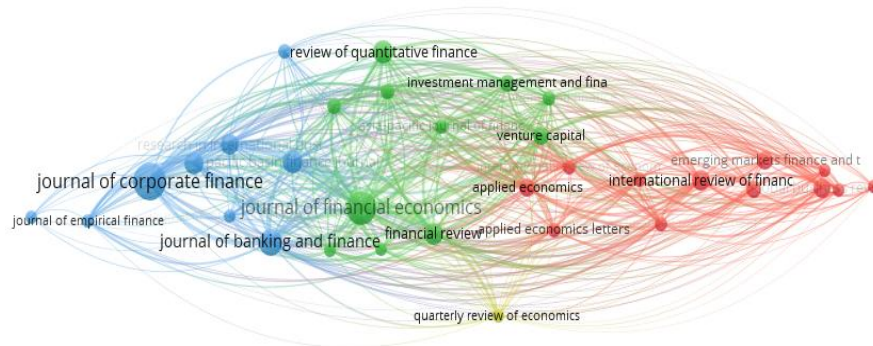 review of quantitative finance
investment management and fina
venture capital
emerging markets finance and t
journal of corporate finance
applied economics
international review of financ
journal of financial economics
journal of empirical finance
journal of banking and finance
financial review
applied economics letters
quarterly review of economics